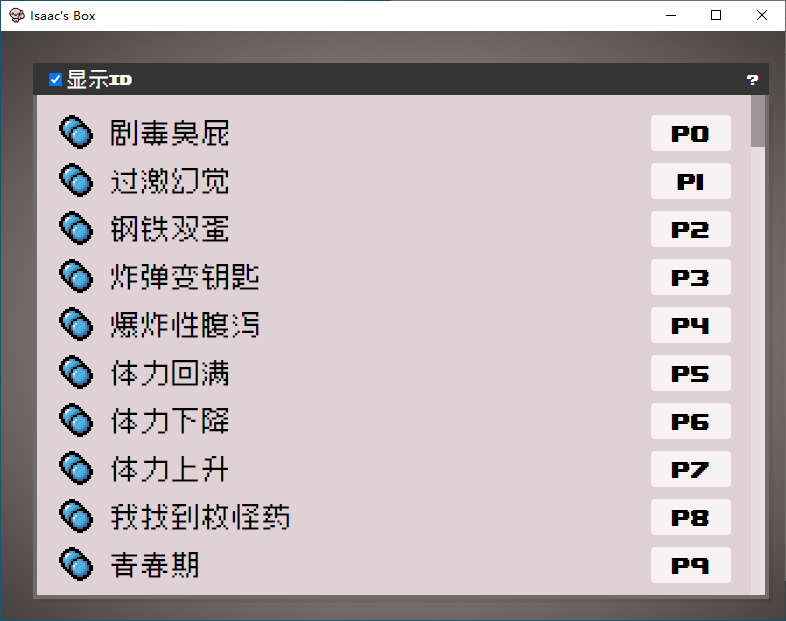 Isaac's Box
显示ID ?
剧毒臭屁 P0
过激幻觉 P1
钢铁双蛋 P2
炸弹变钥匙 P3
爆炸性腹泻 P4
体力回满 P5
体力下降 P6
体力上升 P7
我找到枚怪药 P8
青春期 P9